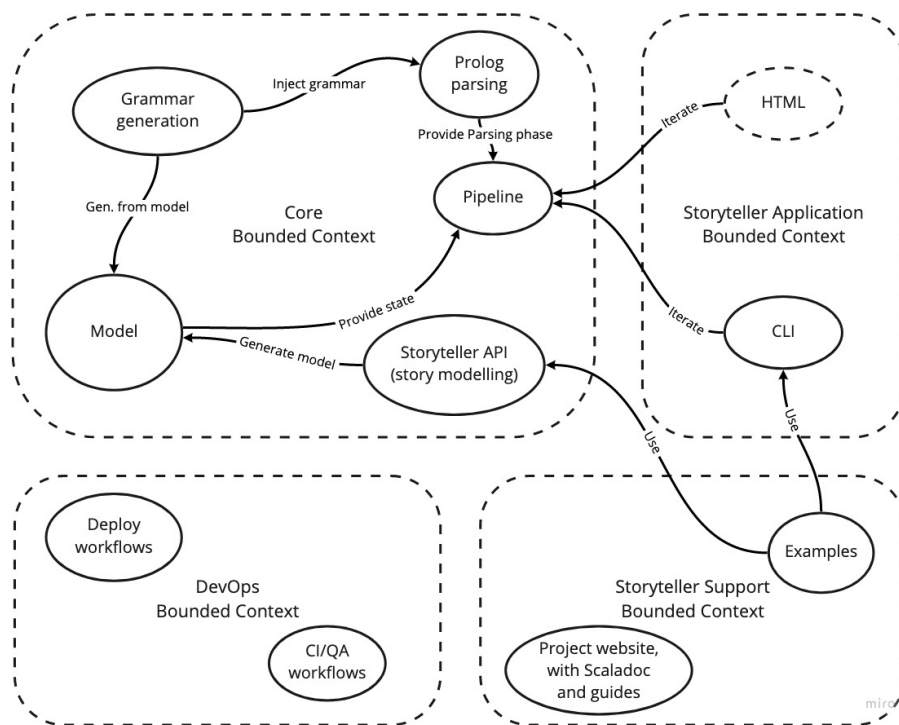 Grammar
generation
Inject grammar
Prolog
parsing
Provide Parsing phase
Gen. from model
Pipeline
Core
Bounded Context
Model
Provide state
Generate model
Storyteller API
(story modelling)
HTML
Iterate
Storyteller Application
Bounded Context
Iterate
CLI
Use
Use
Deploy
workflows
DevOps
Bounded Context
CI/QA
workflows
Examples
Storyteller Support
Bounded Context
Project website,
with Scaladoc
and guides
miro